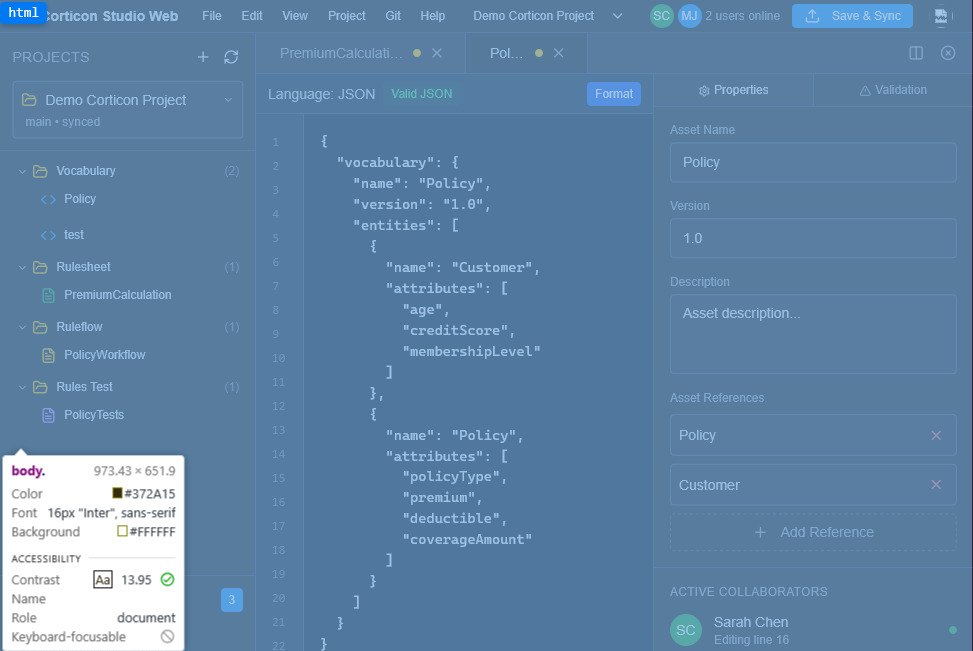 html
Corticon Studio Web File Edit View Project Git Help Demo Corticon Project SC MJ 2 users online Save & Sync
PROJECTS
Demo Corticon Project
main • synced
Vocabulary (2)
Policy
test
Rulesheet (1)
PremiumCalculation
Ruleflow (1)
PolicyWorkflow
Rules Test (1)
PolicyTests
3
body.
973.43 × 651.9
Color #372A15
Font 16px "Inter", sans-serif
Background #FFFFFF
ACCESSIBILITY
Contrast Aa 13.95
Name
Role document
Keyboard-focusable
PremiumCalculati... Pol...
Language: JSON Valid JSON Format
1 {
2 "vocabulary": {
3 "name": "Policy",
4 "version": "1.0",
5 "entities": [
6 {
7 "name": "Customer",
8 "attributes": [
9 "age",
10 "creditScore",
11 "membershipLevel"
12 ]
13 },
14 {
15 "name": "Policy",
16 "attributes": [
17 "policyType",
18 "premium",
19 "deductible",
20 "coverageAmount"
21 ]
22 }
]
}
}
Properties Validation
Asset Name
Policy
Version
1.0
Description
Asset description...
Asset References
Policy
Customer
Add Reference
ACTIVE COLLABORATORS
SC Sarah Chen
Editing line 16